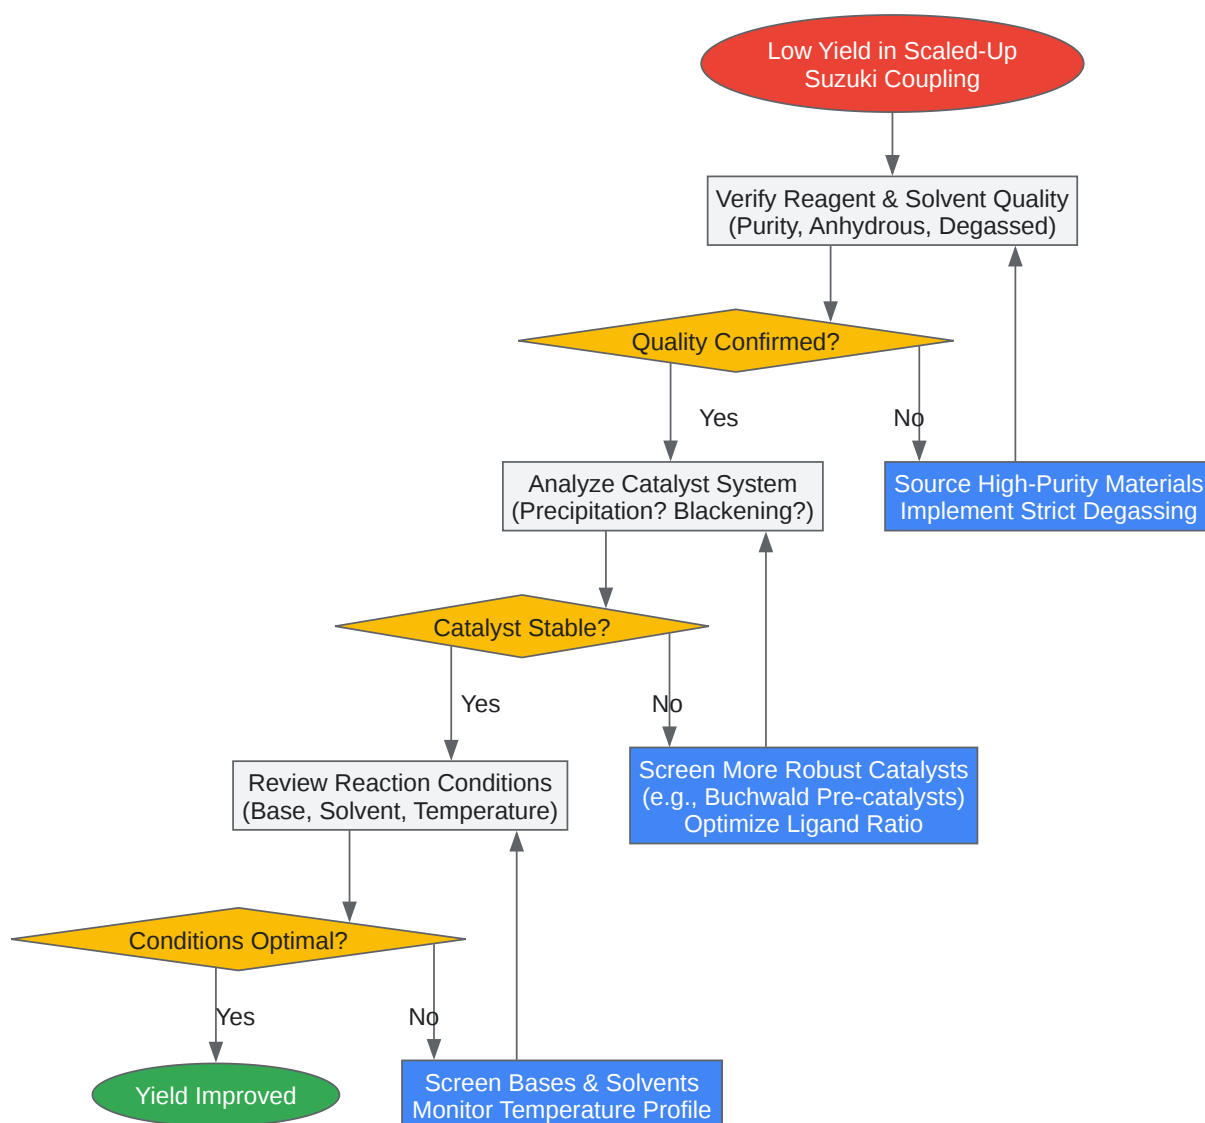 Low Yield in Scaled-Up
Suzuki Coupling
Verify Reagent & Solvent Quality
(Purity, Anhydrous, Degassed)
Quality Confirmed?
Yes
No
Analyze Catalyst System
(Precipitation? Blackening?)
Source High-Purity Materials
Implement Strict Degassing
Catalyst Stable?
Yes
No
Review Reaction Conditions
(Base, Solvent, Temperature)
Screen More Robust Catalysts
(e.g., Buchwald Pre-catalysts)
Optimize Ligand Ratio
Conditions Optimal?
Yes
No
Yield Improved
Screen Bases & Solvents
Monitor Temperature Profile